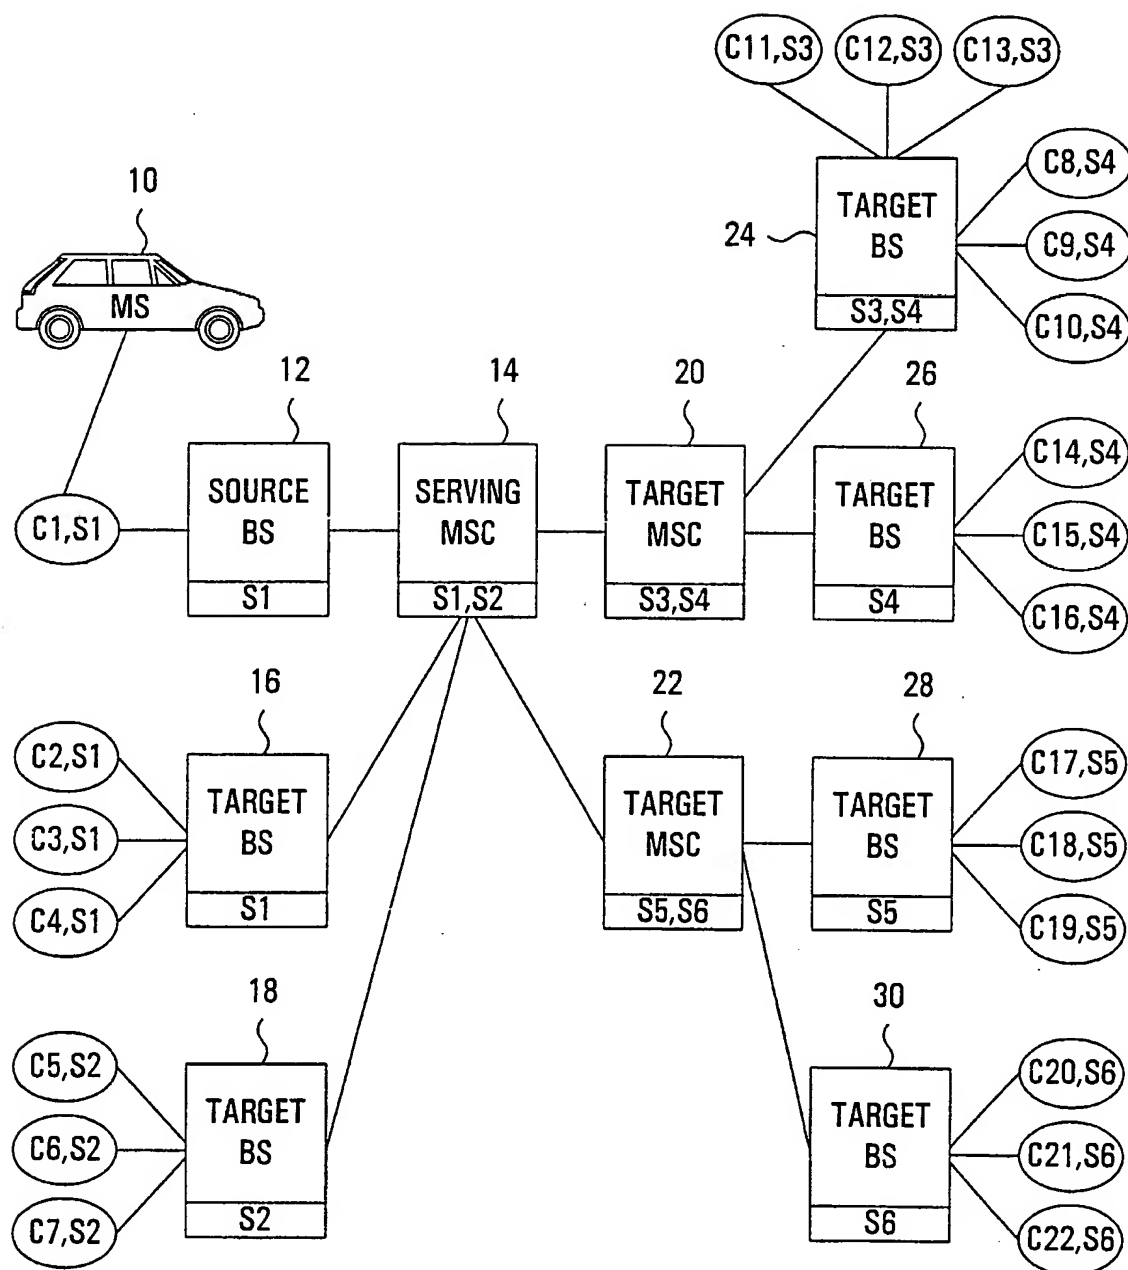 C11,S3
C12,S3
C13,S3
10
24
TARGET
BS
S3,S4
C8,S4
C9,S4
C10,S4
MS
12
14
20
26
C1,S1
SOURCE
BS
S1
SERVING
MSC
S1,S2
TARGET
MSC
S3,S4
TARGET
BS
S4
C14,S4
C15,S4
C16,S4
16
22
28
C2,S1
C3,S1
C4,S1
TARGET
BS
S1
TARGET
MSC
S5,S6
TARGET
BS
S5
C17,S5
C18,S5
C19,S5
18
30
C5,S2
C6,S2
C7,S2
TARGET
BS
S2
TARGET
BS
S6
C20,S6
C21,S6
C22,S6